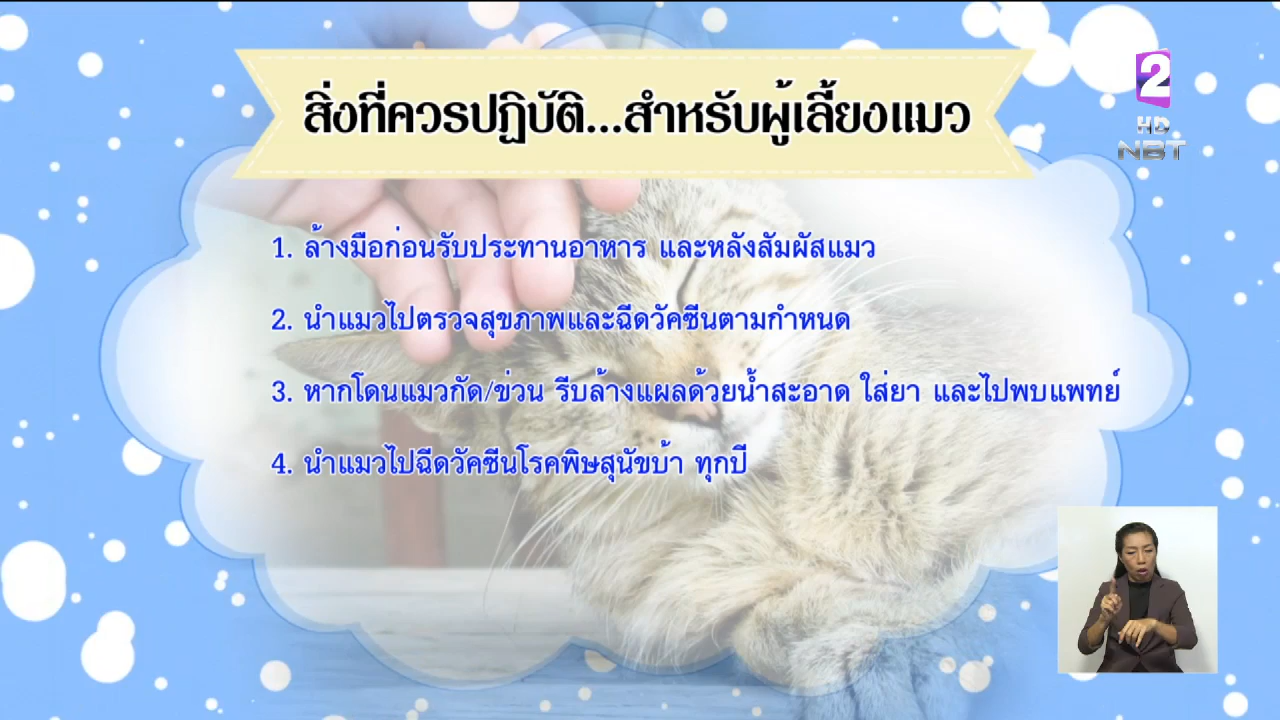 สิ่งที่ควรปฏิบัติ...สำหรับผู้เลี้ยงแมว
2
HD
NBT
1. ล้างมือก่อนรับประทานอาหาร และหลังสัมผัสแมว
2. นำแมวไปตรวจสุขภาพและฉีดวัคซีนตามกำหนด
3. หากโดนแมวกัด/ข่วน รีบล้างแผลด้วยน้ำสะอาด ใส่ยา และไปพบแพทย์
4. นำแมวไปฉีดวัคซีนโรคพิษสุนัขบ้า ทุกปี